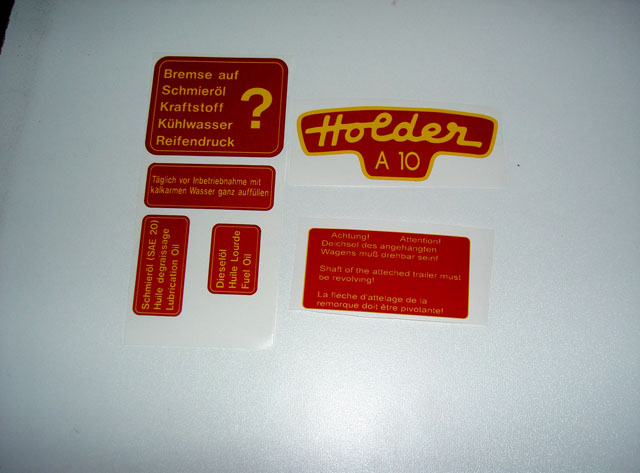 Bremse auf
Schmieröl
Kraftstoff
Kühlwasser
Reifendruck
?
Täglich vor Inbetriebnahme mit
kalkarmen Wasser ganz auffüllen
Schmieröl (SAE 20)
Huile degraissage
Lubrication Oil
Dieselöl
Huile Lourde
Fuel Oil
Holder
A 10
Achtung! Attention!
Deichsel des angehängten
Wagens muß drehbar sein!
Shaft of the atteched trailer must
be revolving!
La flèche d'attelage de la
remorque doit être pivotante!